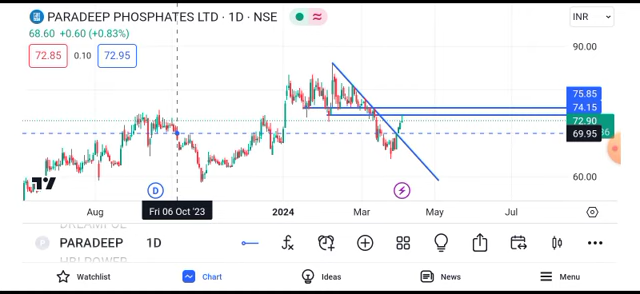 PARADEEP PHOSPHATES LTD · 1D · NSE
INR
68.60 +0.60 (+0.83%)
72.85 0.10 72.95
90.00
75.85
74.15
72.90
69.95
60.00
D
Aug Fri 06 Oct '23 2024 Mar May Jul
P PARADEEP 1D
Watchlist Chart Ideas News Menu